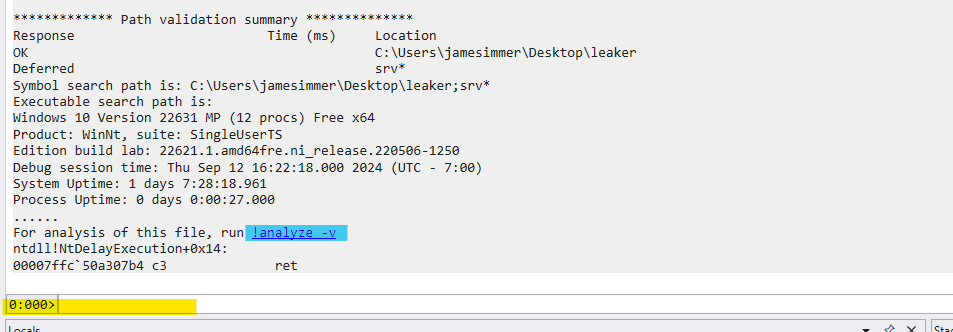 ************* Path validation summary **************
Response                         Time (ms)     Location
OK                                             C:\Users\jamesimmer\Desktop\leaker
Deferred                                       srv*
Symbol search path is: C:\Users\jamesimmer\Desktop\leaker;srv*
Executable search path is:
Windows 10 Version 22631 MP (12 procs) Free x64
Product: WinNt, suite: SingleUserTS
Edition build lab: 22621.1.amd64fre.ni_release.220506-1250
Debug session time: Thu Sep 12 16:22:18.000 2024 (UTC - 7:00)
System Uptime: 1 days 7:28:18.961
Process Uptime: 0 days 0:00:27.000
......
For analysis of this file, run !analyze -v
ntdll!NtDelayExecution+0x14:
00007ffc`50a307b4 c3              ret
0:000>
Locals